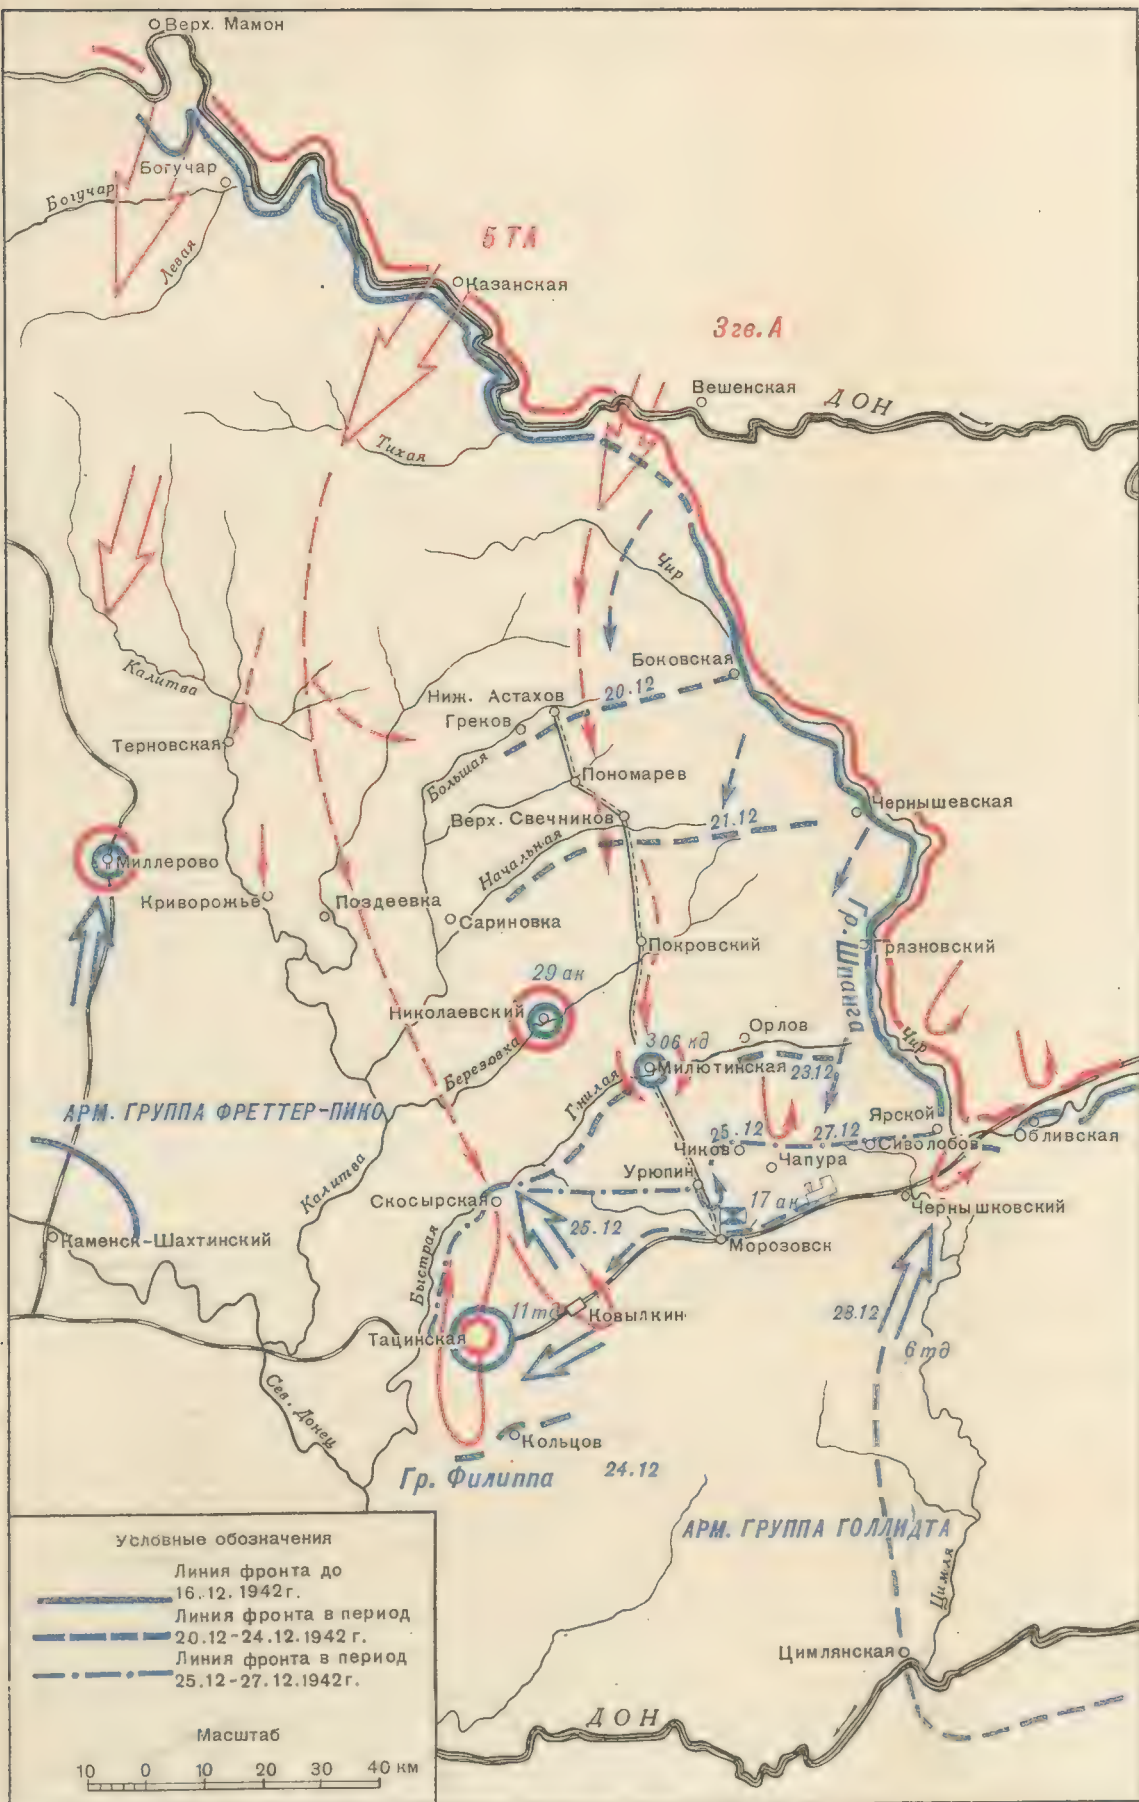 Верх. Мамон
Богучар
Богучар
Левая
5 ТА
Казанская
3 гв. А
Вешенская
ДОН
Тихая
Чир
Боковская
Калитва
Ниж. Астахов
20.12
Греков
Терновская
Большая
Пономарев
Чернышевская
Верх. Свечников
21.12
Начальная
Миллерово
Криворожье
Поздеевка
Сариновка
Гр. Шпанга
Покровский
Грязновский
29 ак
Николаевский
Орлов
306 кд
Чир
Березовка
Милютинская
23.12
Гнилая
АРМ. ГРУППА ФРЕТТЕР-ПИКО
Ярской
25.12
27.12
Обливская
Чиков
Сиволобов
Чапура
Урюпин
Калитва
Скосырская
17 ак
Чернышковский
25.12
Каменск-Шахтинский
Быстрая
Морозовск
11 тд
Ковылкин
23.12
Тацинская
6 тд
Сев. Донец
Кольцов
Гр. Филиппа
24.12
АРМ. ГРУППА ГОЛЛИДТА
Цимля
Цимлянская
ДОН
Условные обозначения
Линия фронта до
16.12.1942г.
Линия фронта в период
20.12-24.12.1942 г.
Линия фронта в период
25.12-27.12.1942г.
Масштаб
10 0 10 20 30 40 км